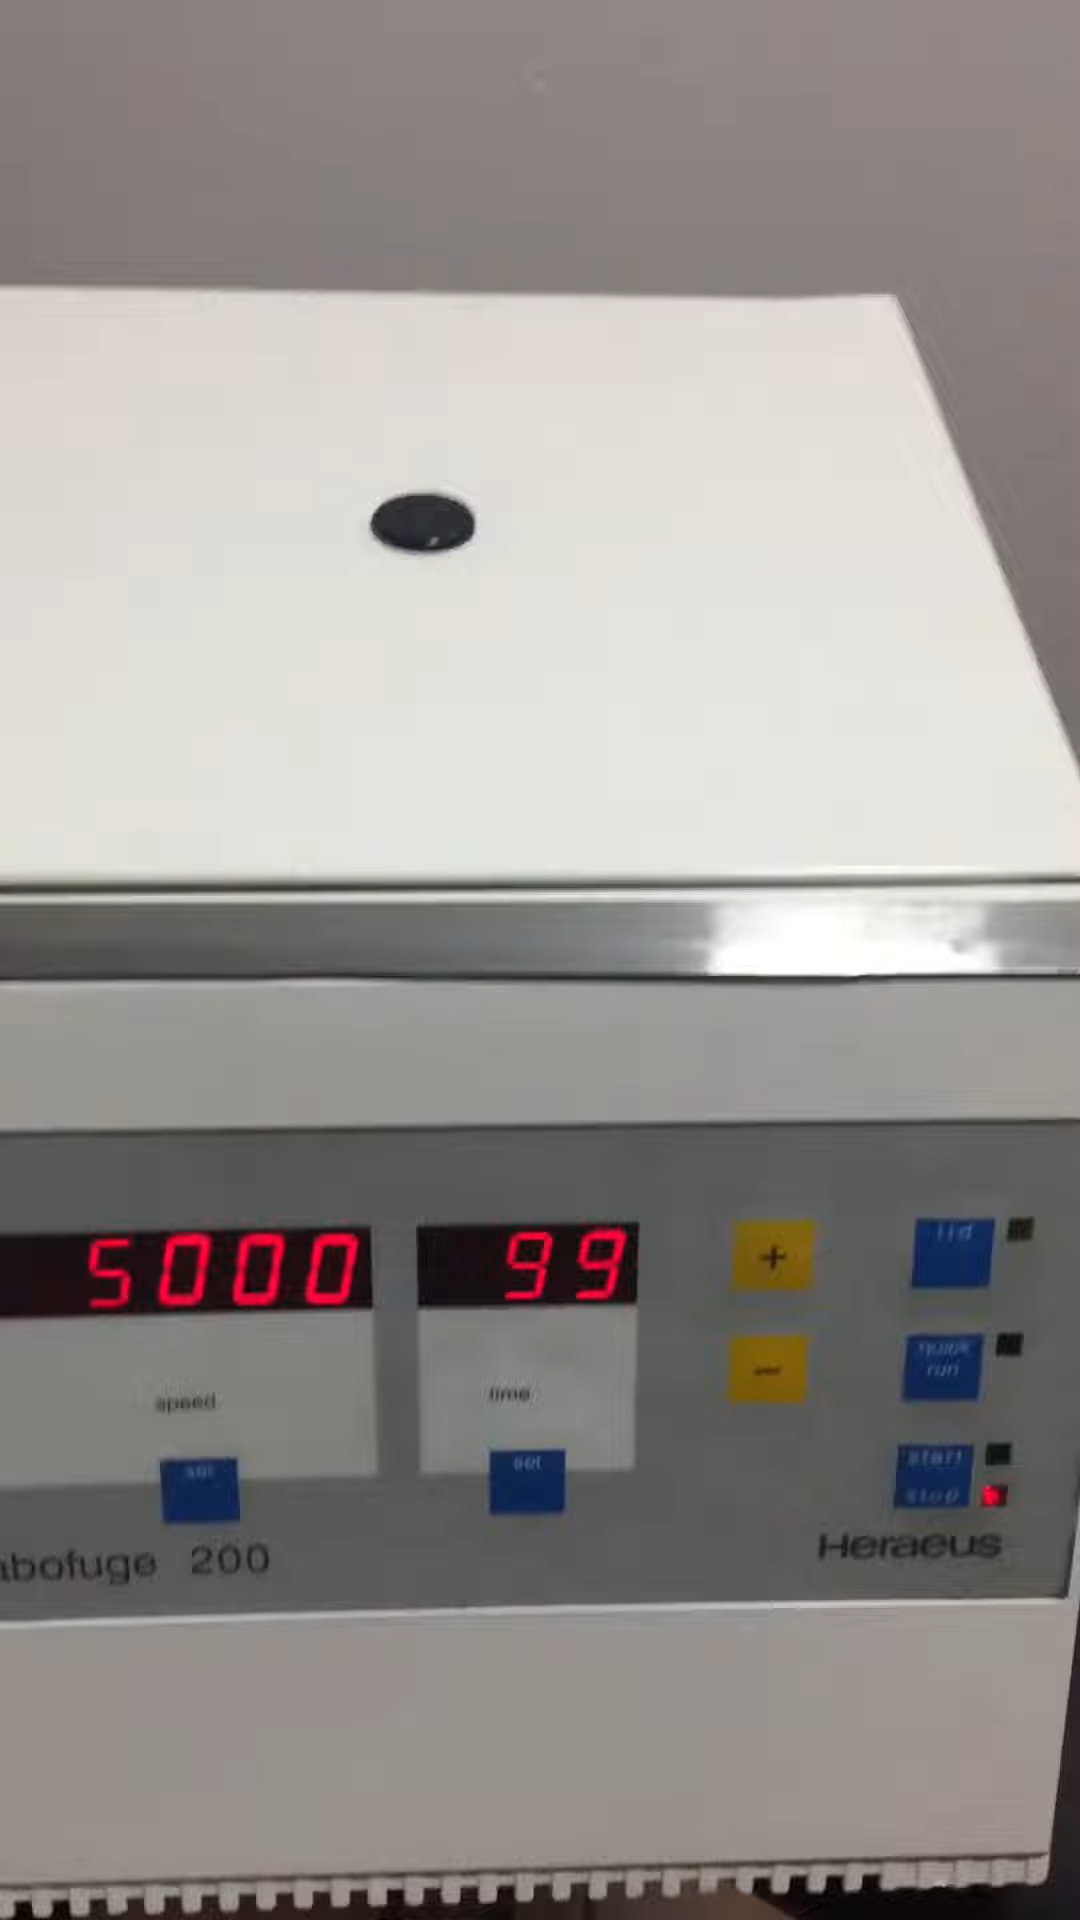 5000 99
+
lid
−
quick
run
speed
time
set
set
start
stop
Heraeus
abofuge 200